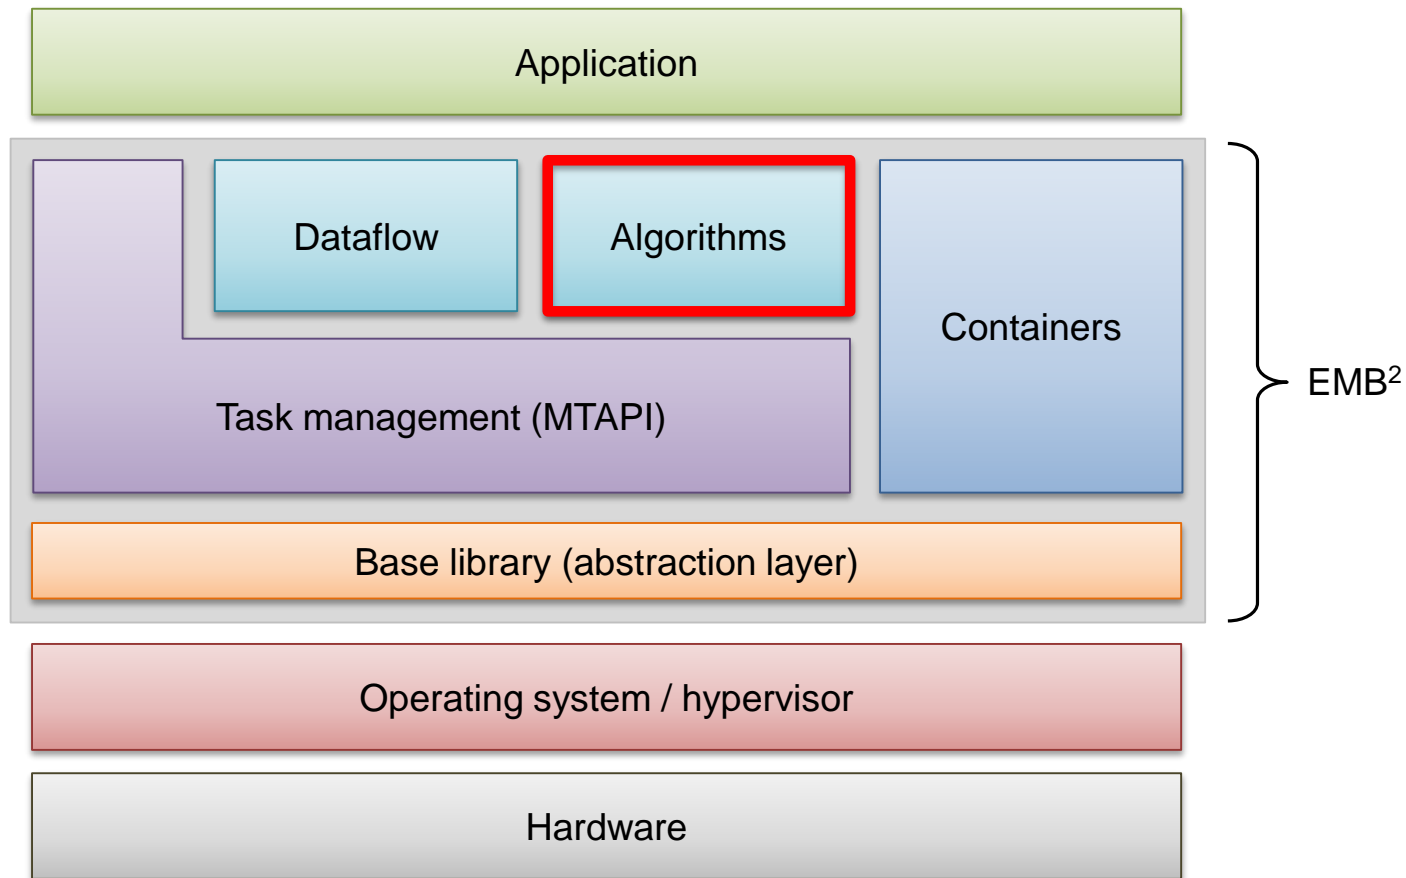 Application
Dataflow
Algorithms
Containers
EMB²
Task management (MTAPI)
Base library (abstraction layer)
Operating system / hypervisor
Hardware